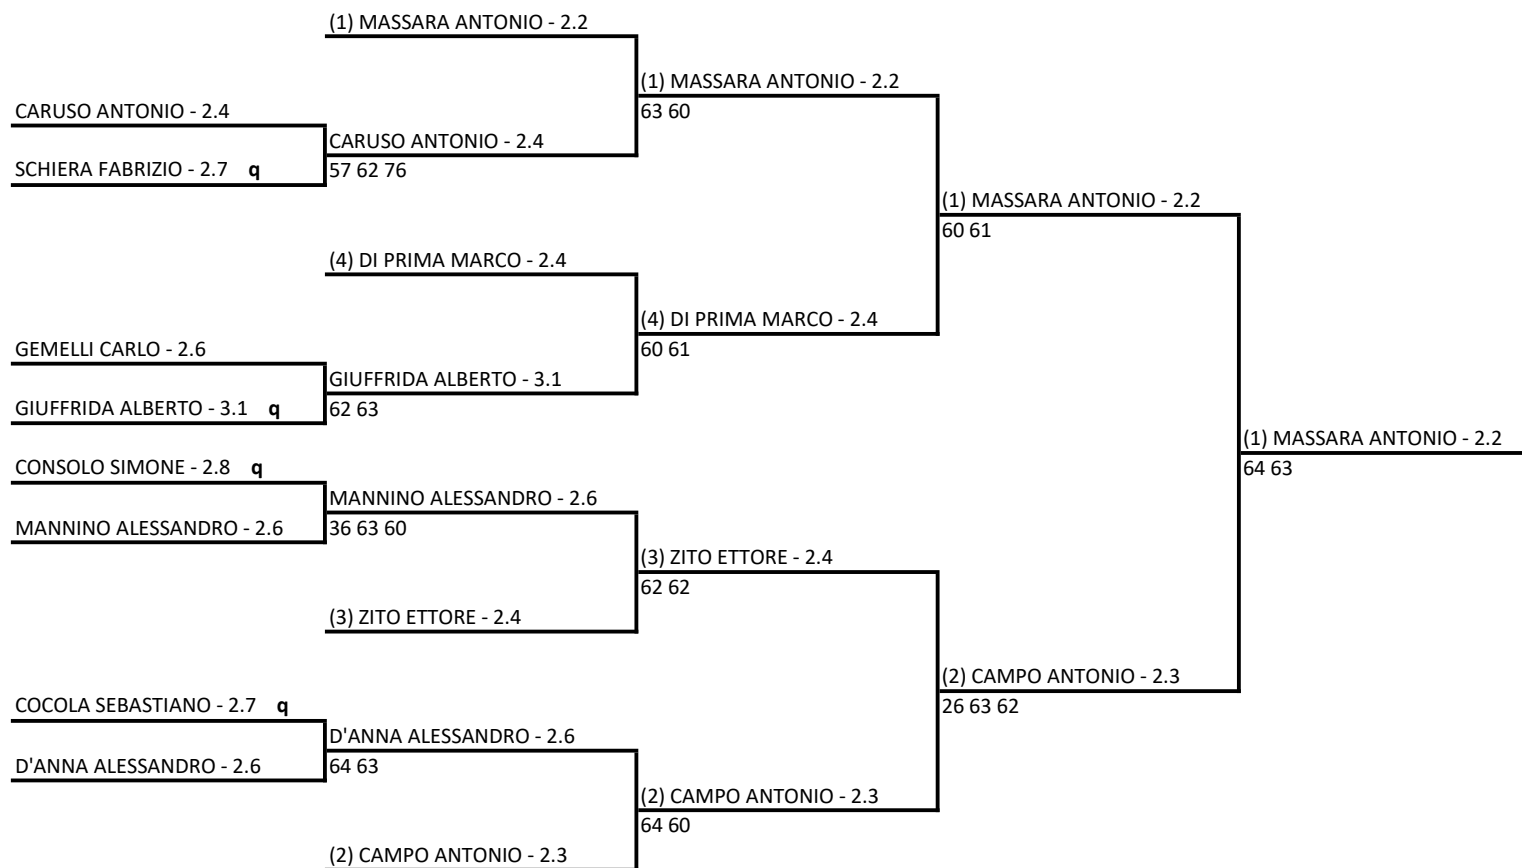 (1) MASSARA ANTONIO - 2.2
(1) MASSARA ANTONIO - 2.2
CARUSO ANTONIO - 2.4
63 60
CARUSO ANTONIO - 2.4
SCHIERA FABRIZIO - 2.7 q
57 62 76
(1) MASSARA ANTONIO - 2.2
60 61
(4) DI PRIMA MARCO - 2.4
(4) DI PRIMA MARCO - 2.4
GEMELLI CARLO - 2.6
60 61
GIUFFRIDA ALBERTO - 3.1
GIUFFRIDA ALBERTO - 3.1 q
62 63
(1) MASSARA ANTONIO - 2.2
CONSOLO SIMONE - 2.8 q
64 63
MANNINO ALESSANDRO - 2.6
MANNINO ALESSANDRO - 2.6
36 63 60
(3) ZITO ETTORE - 2.4
62 62
(3) ZITO ETTORE - 2.4
(2) CAMPO ANTONIO - 2.3
COCOLA SEBASTIANO - 2.7 q
26 63 62
D'ANNA ALESSANDRO - 2.6
D'ANNA ALESSANDRO - 2.6
64 63
(2) CAMPO ANTONIO - 2.3
64 60
(2) CAMPO ANTONIO - 2.3